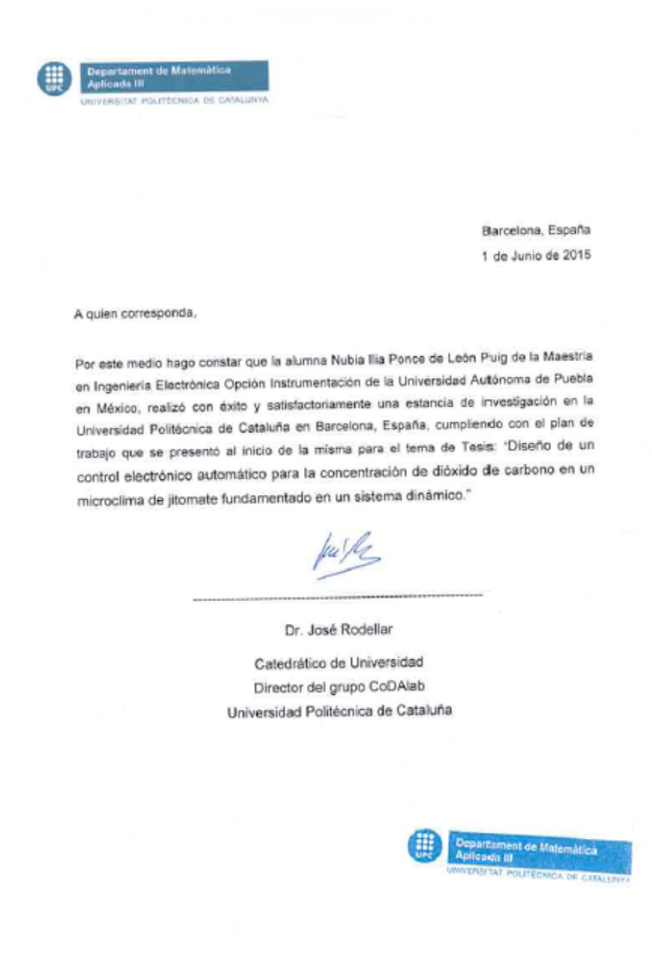 UPC
Departament de Matemàtica
Aplicada III
UNIVERSITAT POLITÈCNICA DE CATALUNYA
Barcelona, España
1 de Junio de 2015
A quien corresponda,
Por este medio hago constar que la alumna Nubia Ilia Ponce de León Puig de la Maestría
en Ingeniería Electrónica Opción Instrumentación de la Universidad Autónoma de Puebla
en México, realizó con éxito y satisfactoriamente una estancia de investigación en la
Universidad Politécnica de Cataluña en Barcelona, España, cumpliendo con el plan de
trabajo que se presentó al inicio de la misma para el tema de Tesis: "Diseño de un
control electrónico automático para la concentración de dióxido de carbono en un
microclima de jitomate fundamentado en un sistema dinámico."
Dr. José Rodellar
Catedrático de Universidad
Director del grupo CoDAlab
Universidad Politécnica de Cataluña
UPC
Departament de Matemàtica
Aplicada III
UNIVERSITAT POLITÈCNICA DE CATALUNYA